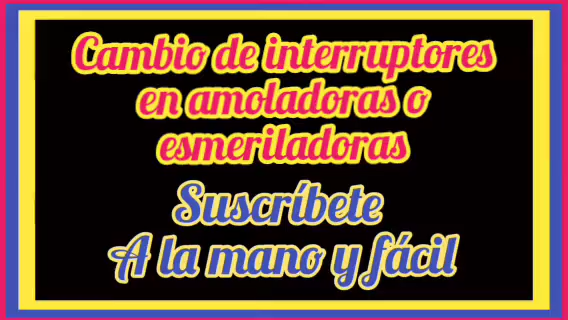 Cambio de interruptores
en amoladoras o
esmeriladoras
Suscríbete
A la mano y fácil